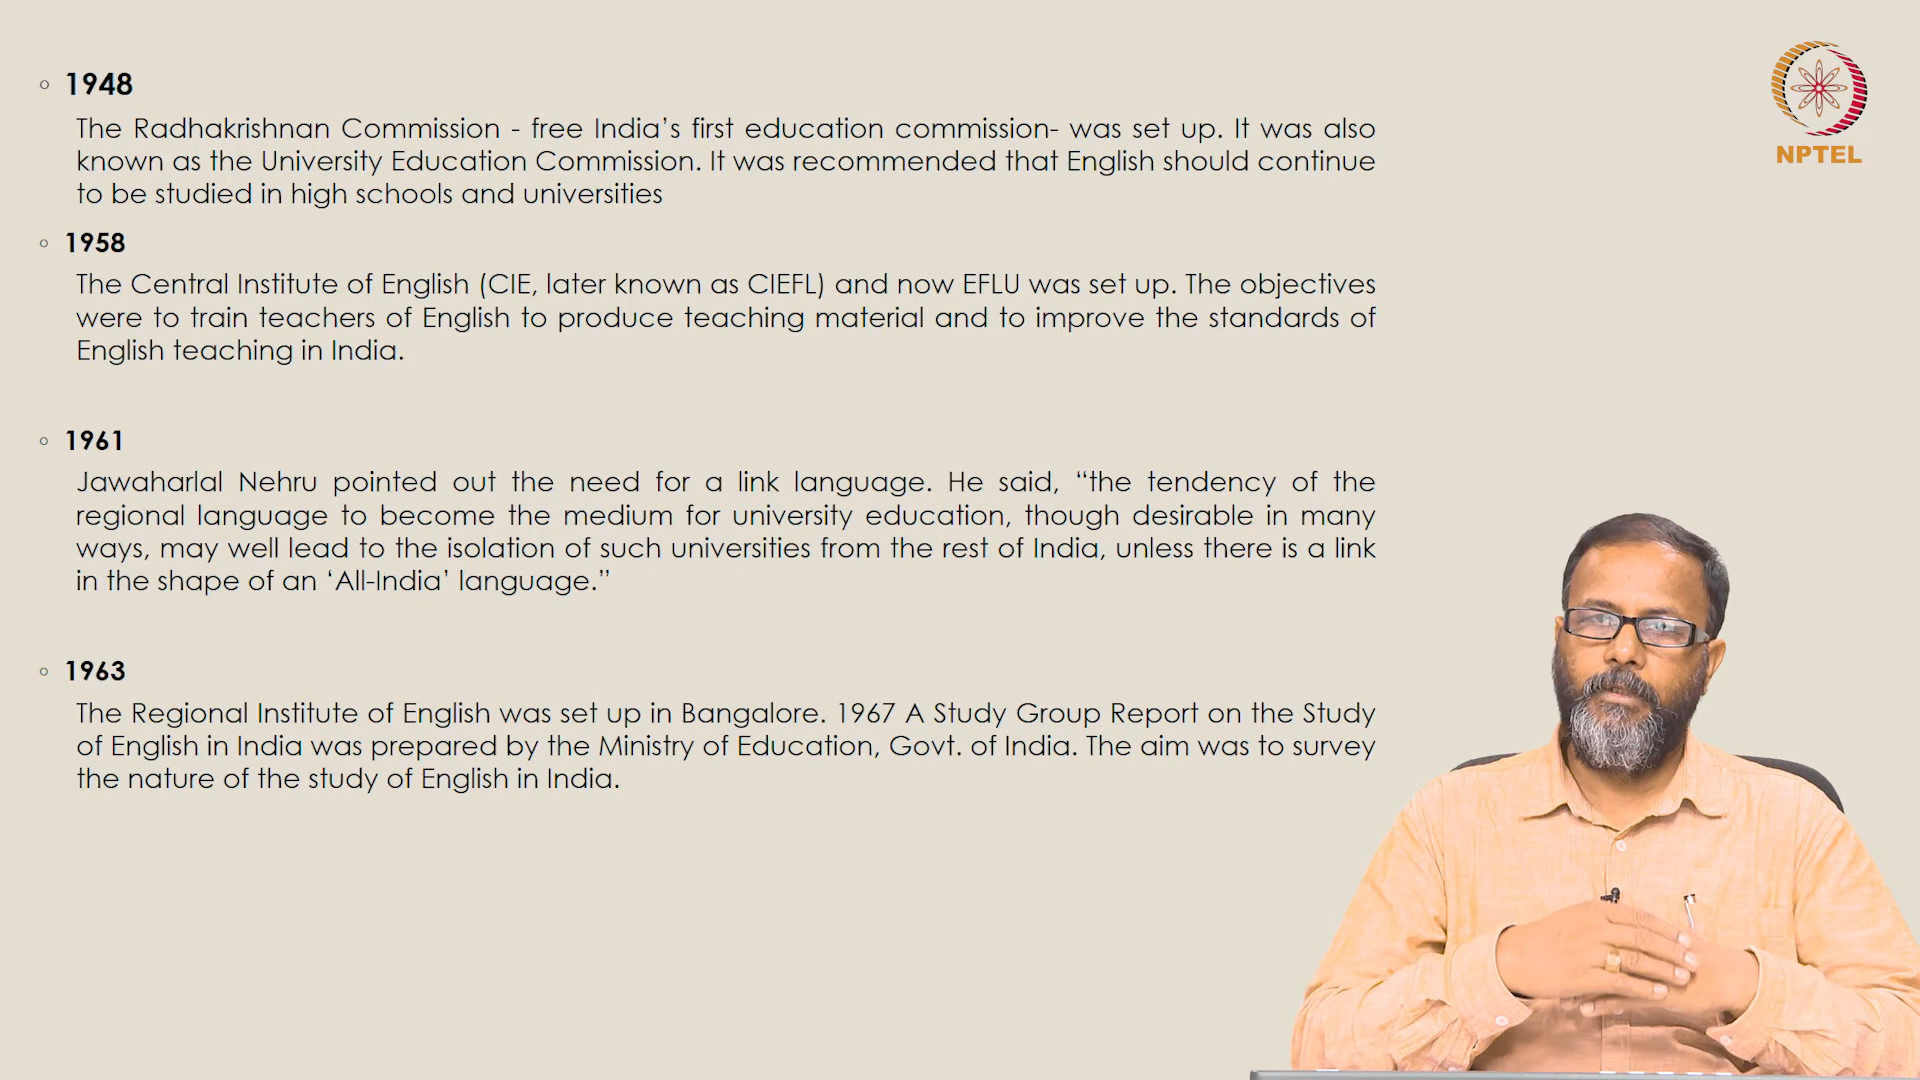 1948
The Radhakrishnan Commission - free India’s first education commission- was set up. It was also
known as the University Education Commission. It was recommended that English should continue
to be studied in high schools and universities
1958
The Central Institute of English (CIE, later known as CIEFL) and now EFLU was set up. The objectives
were to train teachers of English to produce teaching material and to improve the standards of
English teaching in India.
1961
Jawaharlal Nehru pointed out the need for a link language. He said, “the tendency of the
regional language to become the medium for university education, though desirable in many
ways, may well lead to the isolation of such universities from the rest of India, unless there is a link
in the shape of an ‘All-India’ language.”
1963
The Regional Institute of English was set up in Bangalore. 1967 A Study Group Report on the Study
of English in India was prepared by the Ministry of Education, Govt. of India. The aim was to survey
the nature of the study of English in India.
NPTEL